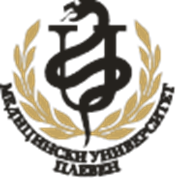 МЕДИЦИНСКИ УНИВЕРСИТЕТ
ПЛЕВЕН